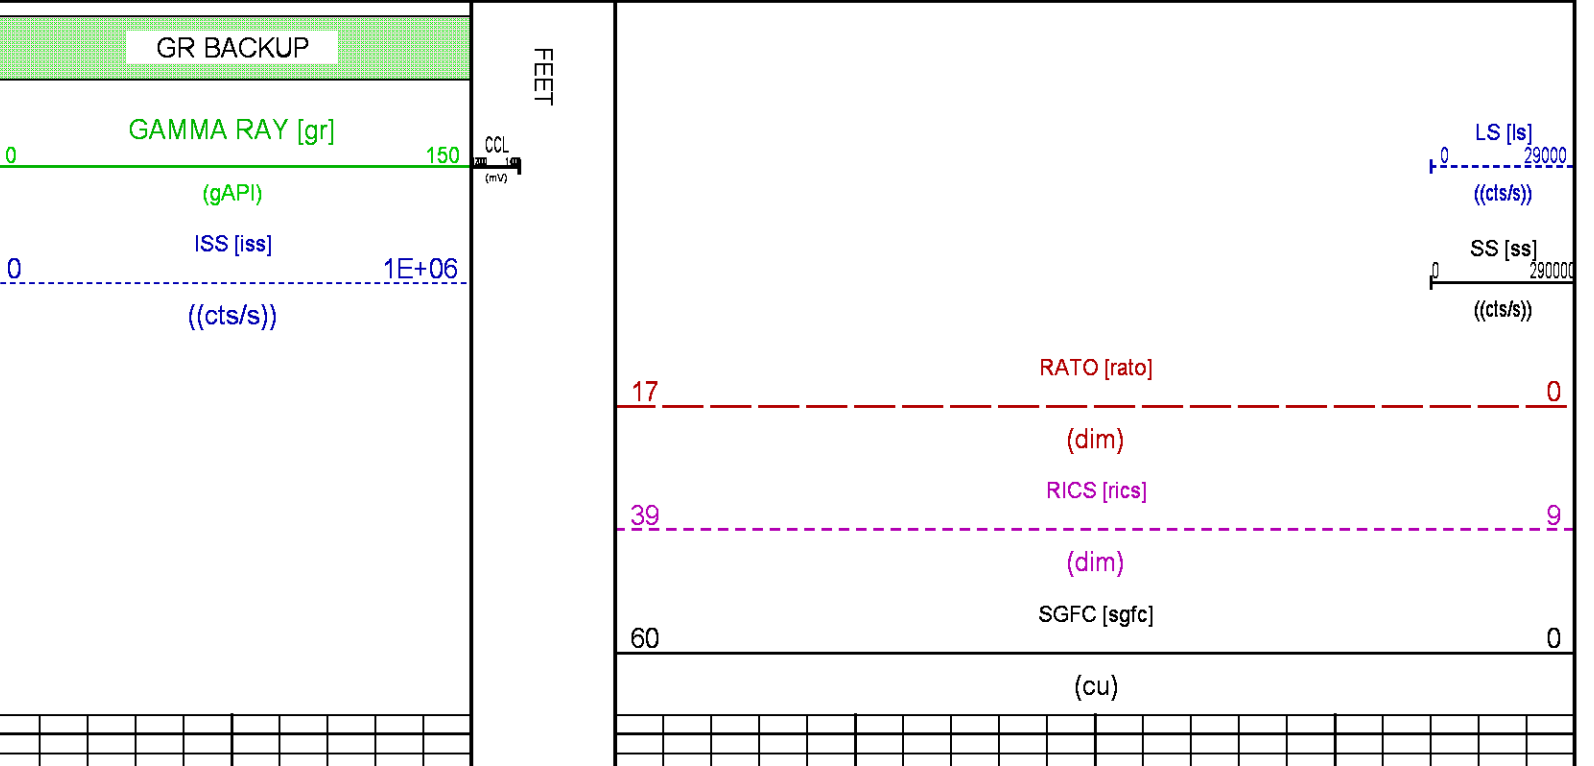 GR BACKUP
FEET
GAMMA RAY [gr]
0 150
(gAPI)
ISS [iss]
0 1E+06
((cts/s))
CCL
(mV)
LS [ls]
0 29000
((cts/s))
SS [ss]
0 290000
((cts/s))
RATO [rato]
17 0
(dim)
RICS [rics]
39 9
(dim)
SGFC [sgfc]
60 0
(cu)